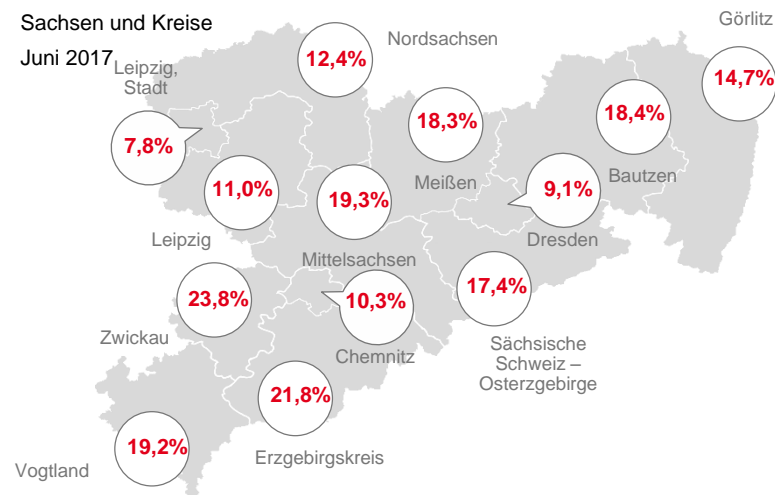 Sachsen und Kreise
Juni 2017
Görlitz
14,7%
Nordsachsen
12,4%
Leipzig,
Stadt
7,8%
18,3%
Meißen
18,4%
Bautzen
11,0%
Leipzig
19,3%
Mittelsachsen
9,1%
Dresden
23,8%
Zwickau
10,3%
Chemnitz
17,4%
Sächsische
Schweiz –
Osterzgebirge
21,8%
Erzgebirgskreis
19,2%
Vogtland